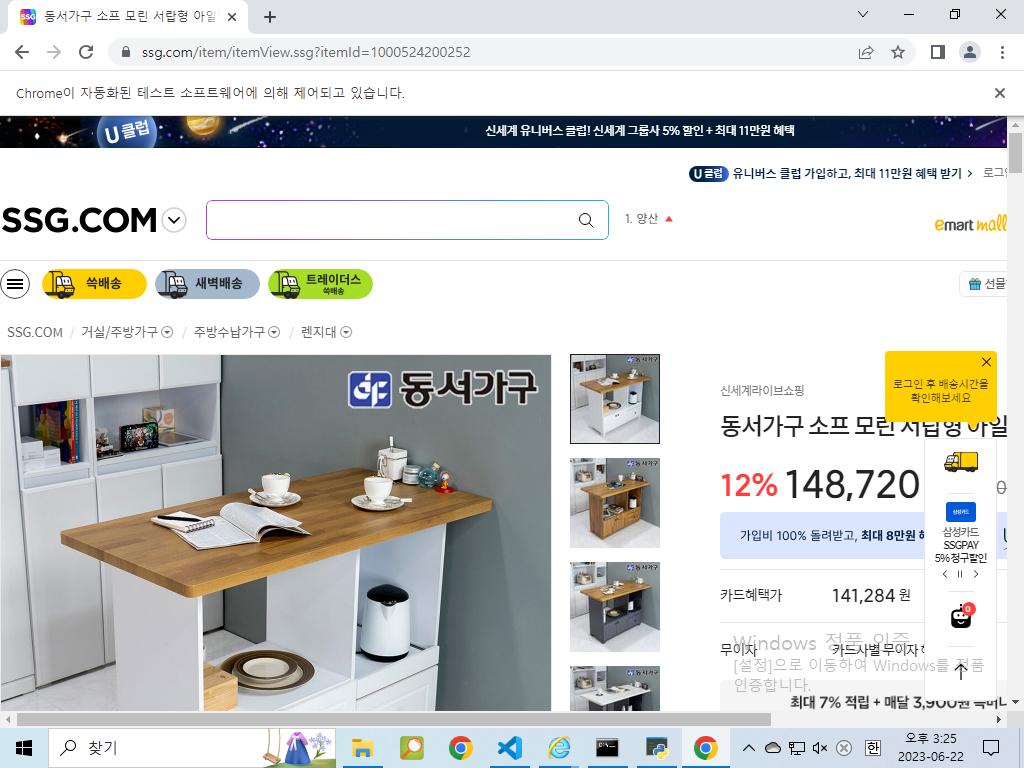 동서가구 소프 모린 서랍형 아일
ssg.com/item/itemView.ssg?itemId=1000524200252
Chrome이 자동화된 테스트 소프트웨어에 의해 제어되고 있습니다.
U클럽
신세계 유니버스 클럽! 신세계 그룹사 5% 할인 + 최대 11만원 혜택
U클럽 유니버스 클럽 가입하고, 최대 11만원 혜택 받기 >
SSG.COM
1. 양산
emart mall
쓱배송
새벽배송
트레이더스
쓱배송
선물
SSG.COM / 거실/주방가구 / 주방수납가구 / 렌지대
동서가구
신세계라이브쇼핑
로그인 후 배송시간을
확인해보세요
동서가구 소프 모린 서랍형 아일
12% 148,720
가입비 100% 돌려받고, 최대 8만원
삼성카드
삼성카드
SSGPAY
5% 청구할인
카드혜택가 141,284 원
0
무이자 카드사별 무이자
Windows 정품 인증
[설정]으로 이동하여 Windows를 정품
인증합니다.
최대 7% 적립 + 매달 3,900원
찾기
한
오후 3:25
2023-06-22